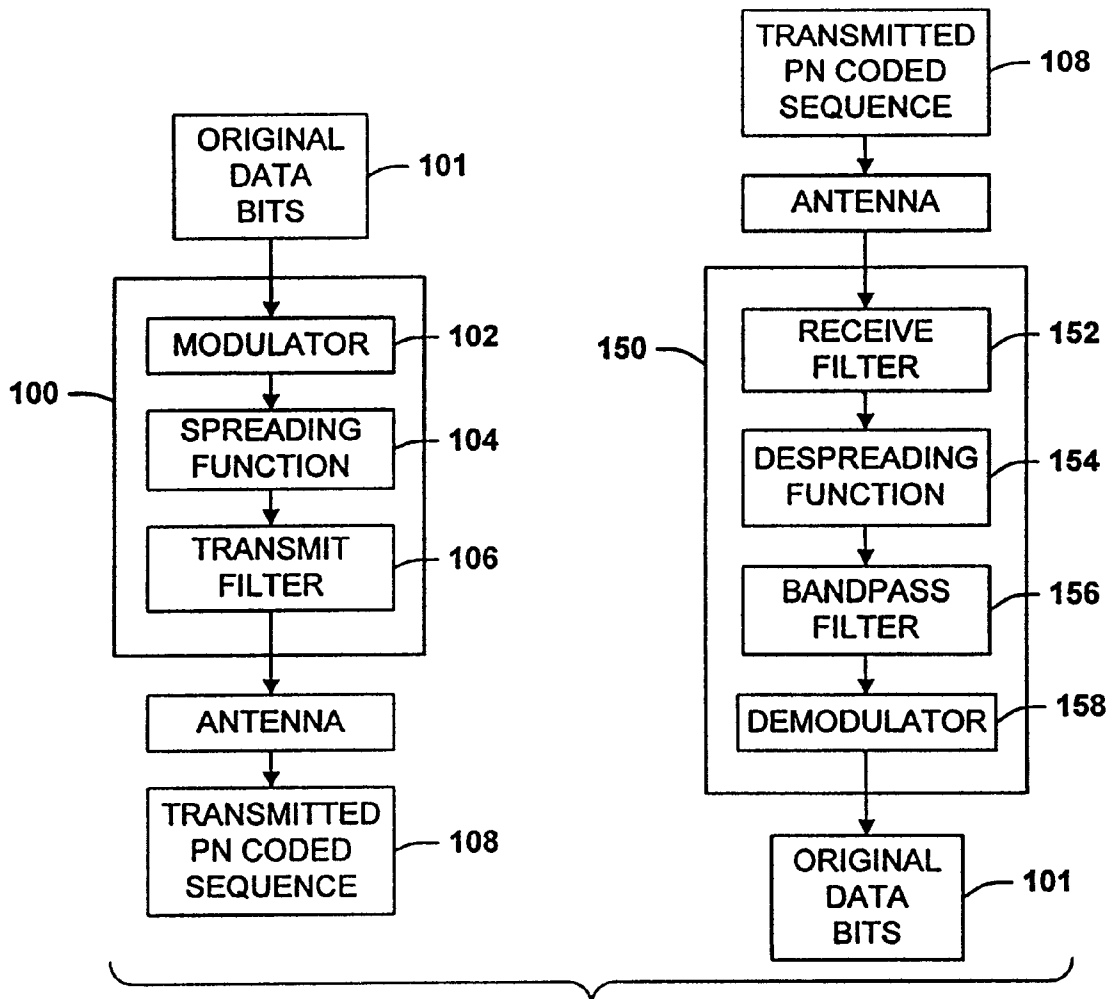 ORIGINAL
DATA
BITS
101
100
MODULATOR
102
SPREADING
FUNCTION
104
TRANSMIT
FILTER
106
ANTENNA
TRANSMITTED
PN CODED
SEQUENCE
108
TRANSMITTED
PN CODED
SEQUENCE
108
ANTENNA
150
RECEIVE
FILTER
152
DESPREADING
FUNCTION
154
BANDPASS
FILTER
156
DEMODULATOR
158
ORIGINAL
DATA
BITS
101